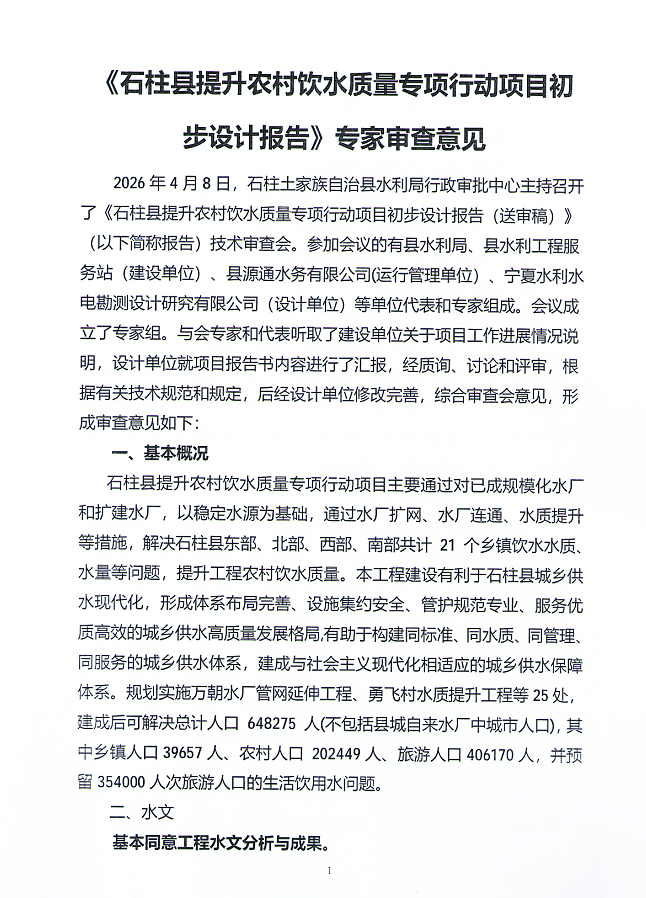 《石柱县提升农村饮水质量专项行动项目初
步设计报告》专家审查意见
2026 年 4 月 8 日，石柱土家族自治县水利局行政审批中心主持召开
了《石柱县提升农村饮水质量专项行动项目初步设计报告（送审稿）》
（以下简称报告）技术审查会。参加会议的有县水利局、县水利工程服
务站（建设单位）、县源通水务有限公司(运行管理单位）、宁夏水利水
电勘测设计研究有限公司（设计单位）等单位代表和专家组成。会议成
立了专家组。与会专家和代表听取了建设单位关于项目工作进展情况说
明，设计单位就项目报告书内容进行了汇报，经质询、讨论和评审，根
据有关技术规范和规定，后经设计单位修改完善，综合审查会意见，形
成审查意见如下：
一、基本概况
石柱县提升农村饮水质量专项行动项目主要通过对已成规模化水厂
和扩建水厂，以稳定水源为基础，通过水厂扩网、水厂连通、水质提升
等措施，解决石柱县东部、北部、西部、南部共计 21 个乡镇饮水水质、
水量等问题，提升工程农村饮水质量。本工程建设有利于石柱县城乡供
水现代化，形成体系布局完善、设施集约安全、管护规范专业、服务优
质高效的城乡供水高质量发展格局,有助于构建同标准、同水质、同管理、
同服务的城乡供水体系，建成与社会主义现代化相适应的城乡供水保障
体系。规划实施万朝水厂管网延伸工程、勇飞村水质提升工程等 25 处，
建成后可解决总计人口 648275 人(不包括县城自来水厂中城市人口)，其
中乡镇人口 39657 人、农村人口 202449 人、旅游人口 406170 人，并预
留 354000 人次旅游人口的生活饮用水问题。
二、水文
基本同意工程水文分析与成果。
1